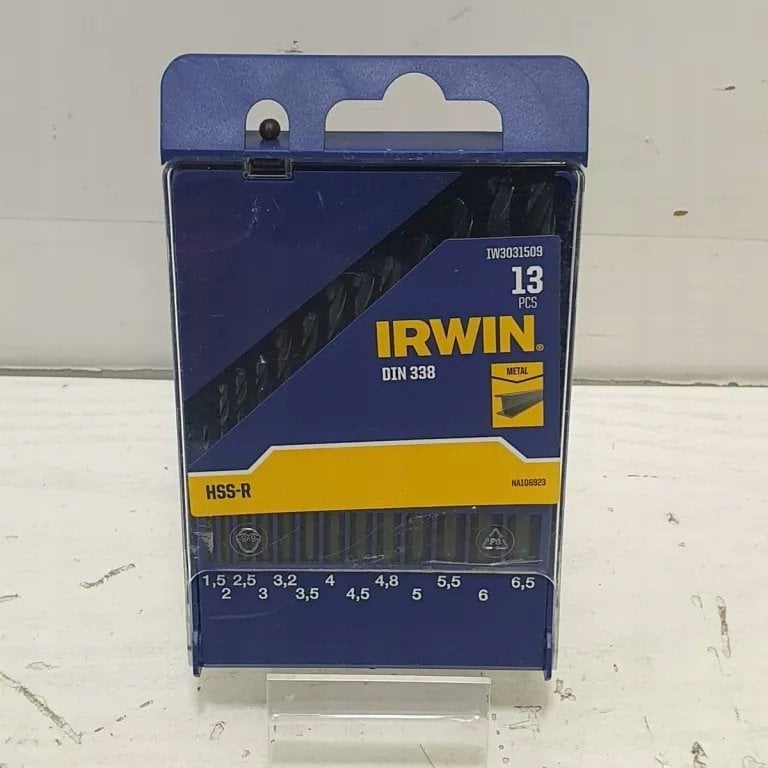 IW3031509
13
PCS
IRWIN®
DIN 338
METAL
HSS-R
NA106923
PS
1,5 2,5 3,2 4 4,8 5,5 6,5
2 3 3,5 4,5 5 6